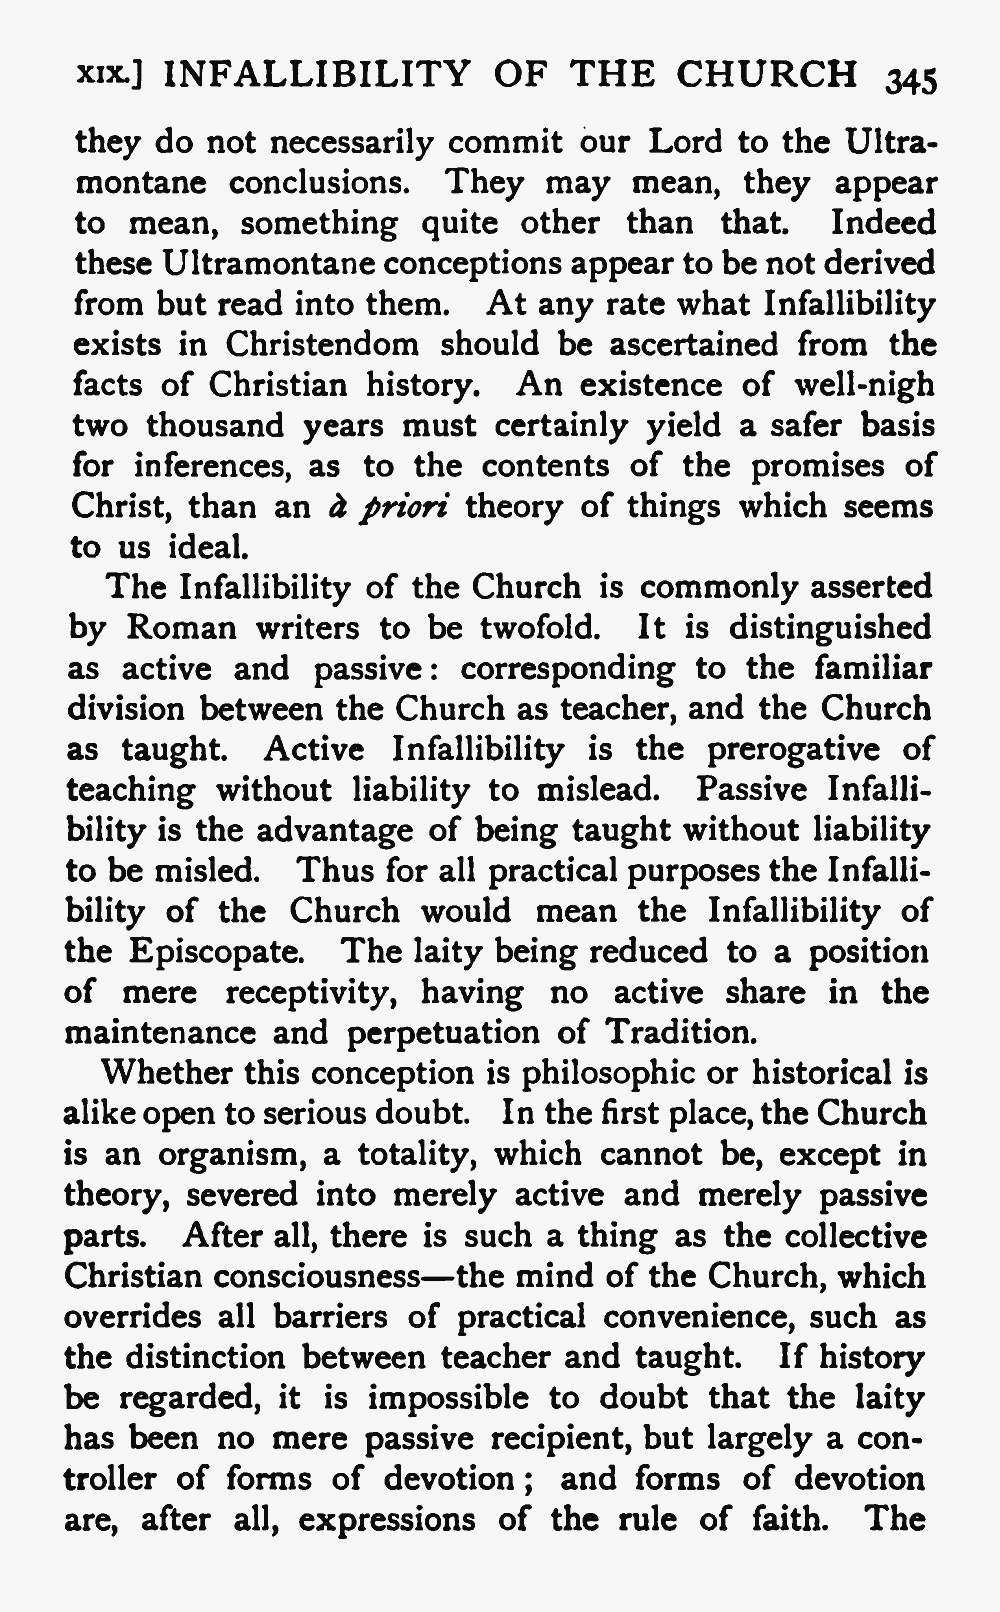 XIX.] INFALLIBILITY OF THE CHURCH 345
they do not necessarily commit our Lord to the Ultra-
montane conclusions. They may mean, they appear
to mean, something quite other than that. Indeed
these Ultramontane conceptions appear to be not derived
from but read into them. At any rate what Infallibility
exists in Christendom should be ascertained from the
facts of Christian history. An existence of well-nigh
two thousand years must certainly yield a safer basis
for inferences, as to the contents of the promises of
Christ, than an à priori theory of things which seems
to us ideal.
The Infallibility of the Church is commonly asserted
by Roman writers to be twofold. It is distinguished
as active and passive: corresponding to the familiar
division between the Church as teacher, and the Church
as taught. Active Infallibility is the prerogative of
teaching without liability to mislead. Passive Infalli-
bility is the advantage of being taught without liability
to be misled. Thus for all practical purposes the Infalli-
bility of the Church would mean the Infallibility of
the Episcopate. The laity being reduced to a position
of mere receptivity, having no active share in the
maintenance and perpetuation of Tradition.
Whether this conception is philosophic or historical is
alike open to serious doubt. In the first place, the Church
is an organism, a totality, which cannot be, except in
theory, severed into merely active and merely passive
parts. After all, there is such a thing as the collective
Christian consciousness—the mind of the Church, which
overrides all barriers of practical convenience, such as
the distinction between teacher and taught. If history
be regarded, it is impossible to doubt that the laity
has been no mere passive recipient, but largely a con-
troller of forms of devotion; and forms of devotion
are, after all, expressions of the rule of faith. The